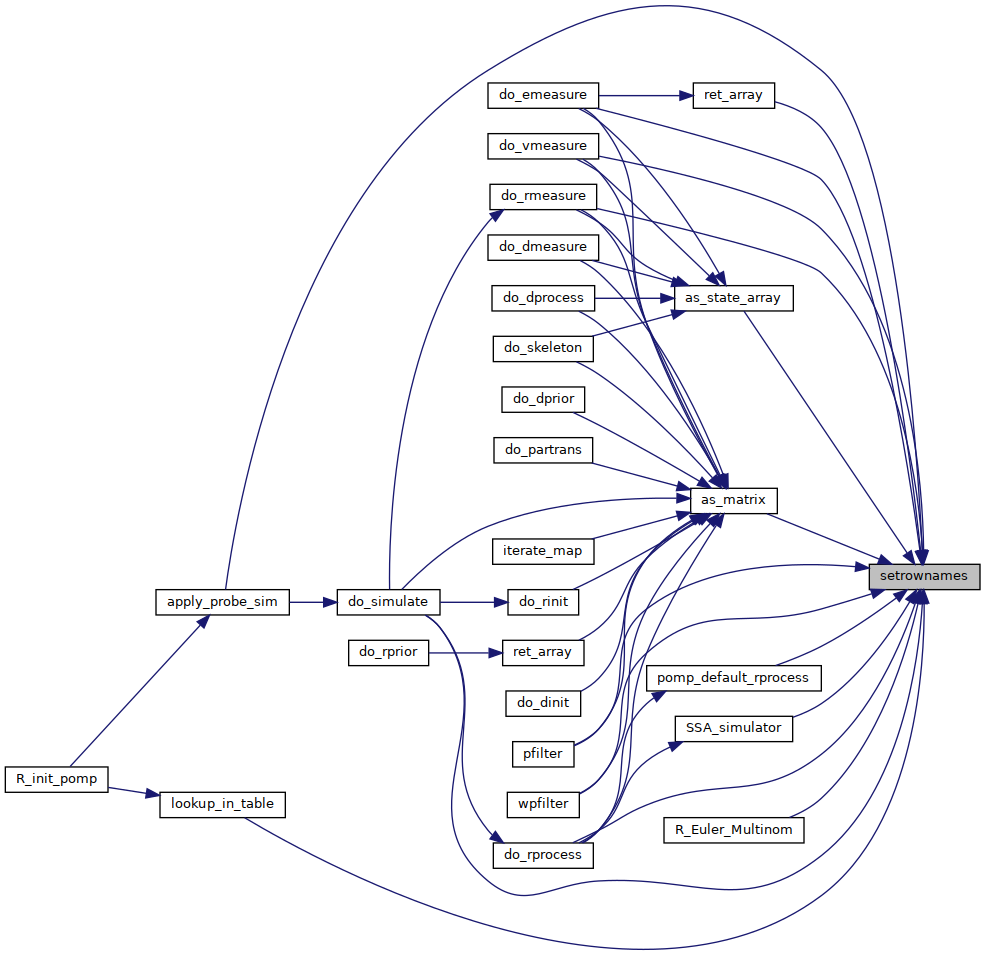 do_emeasure
ret_array
do_vmeasure
do_rmeasure
do_dmeasure
do_dprocess
as_state_array
do_skeleton
do_dprior
do_partrans
as_matrix
iterate_map
setrownames
apply_probe_sim
do_simulate
do_rinit
do_rprior
ret_array
pomp_default_rprocess
do_dinit
SSA_simulator
pfilter
R_init_pomp
lookup_in_table
wpfilter
R_Euler_Multinom
do_rprocess